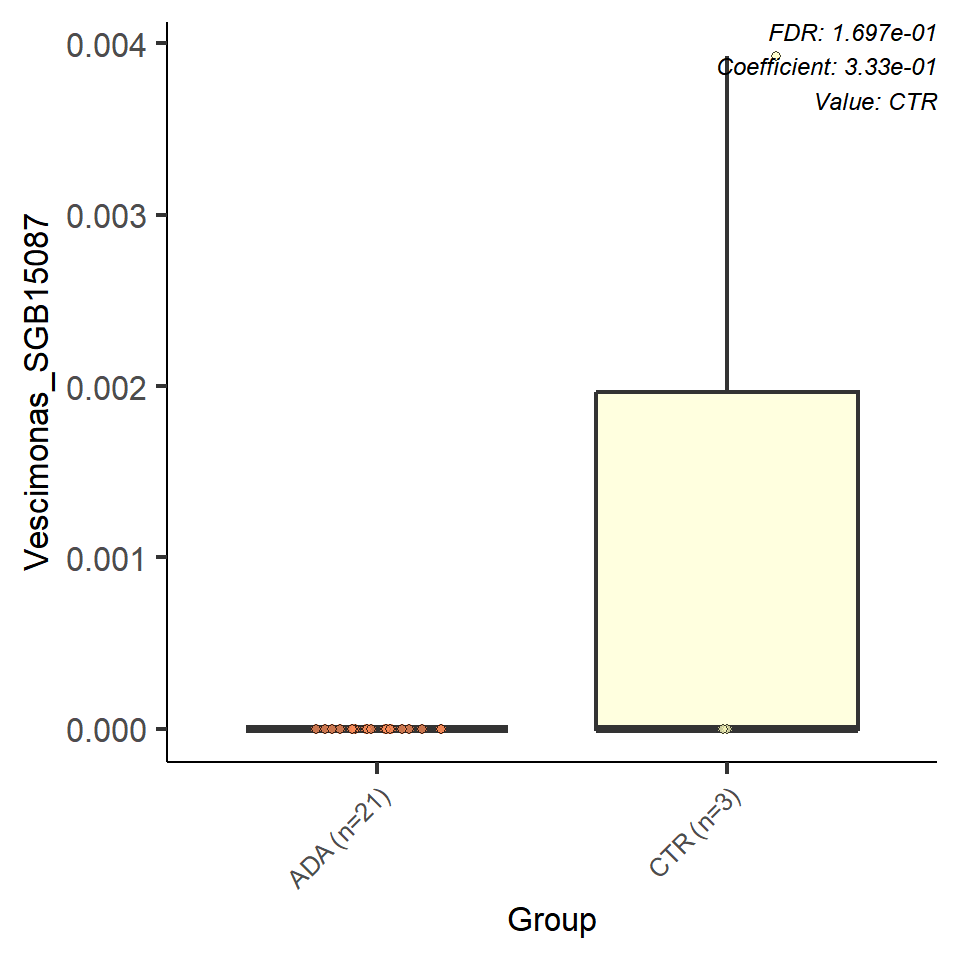 FDR: 1.697e-01
Coefficient: 3.33e-01
Value: CTR
0.004
0.003
0.002
0.001
0.000
Vescimonas_SGB15087
ADA (n=21)
CTR (n=3)
Group